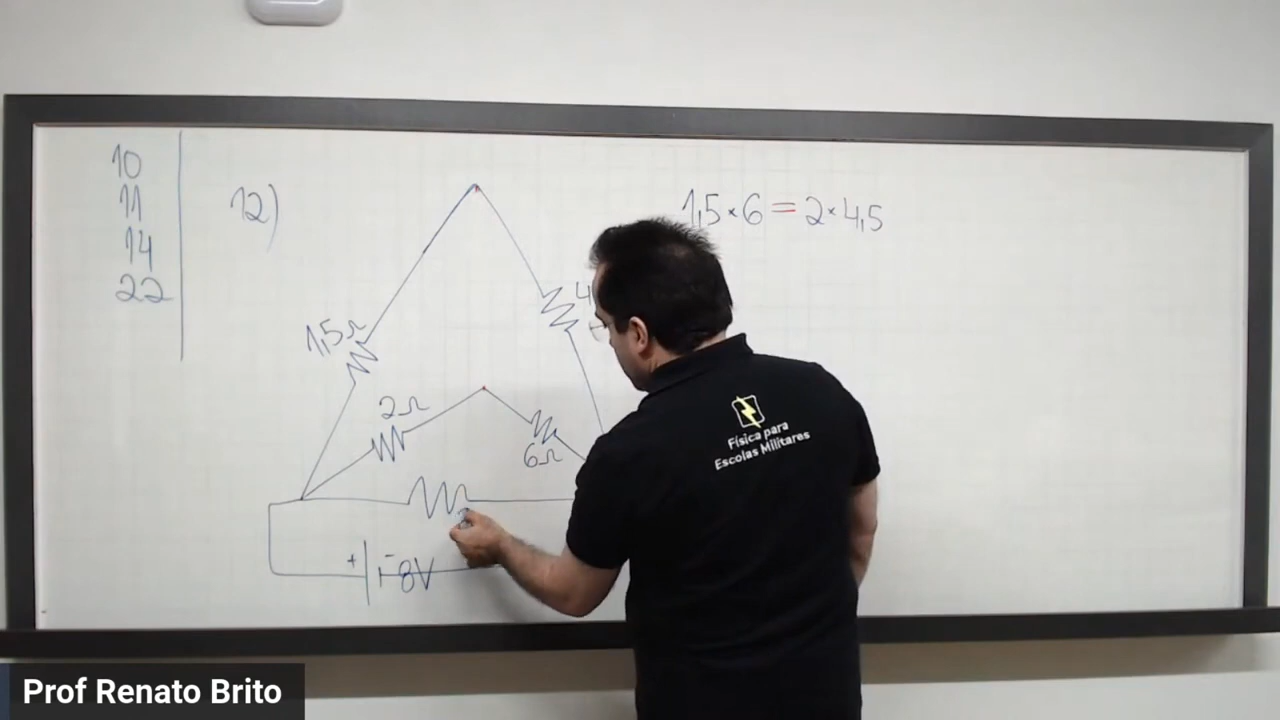 10
11
14
22
12)
1,5 × 6 = 2 × 4,5
1,5Ω
4
2Ω
6Ω
+
-
8V
Física para
Escolas Militares
Prof Renato Brito